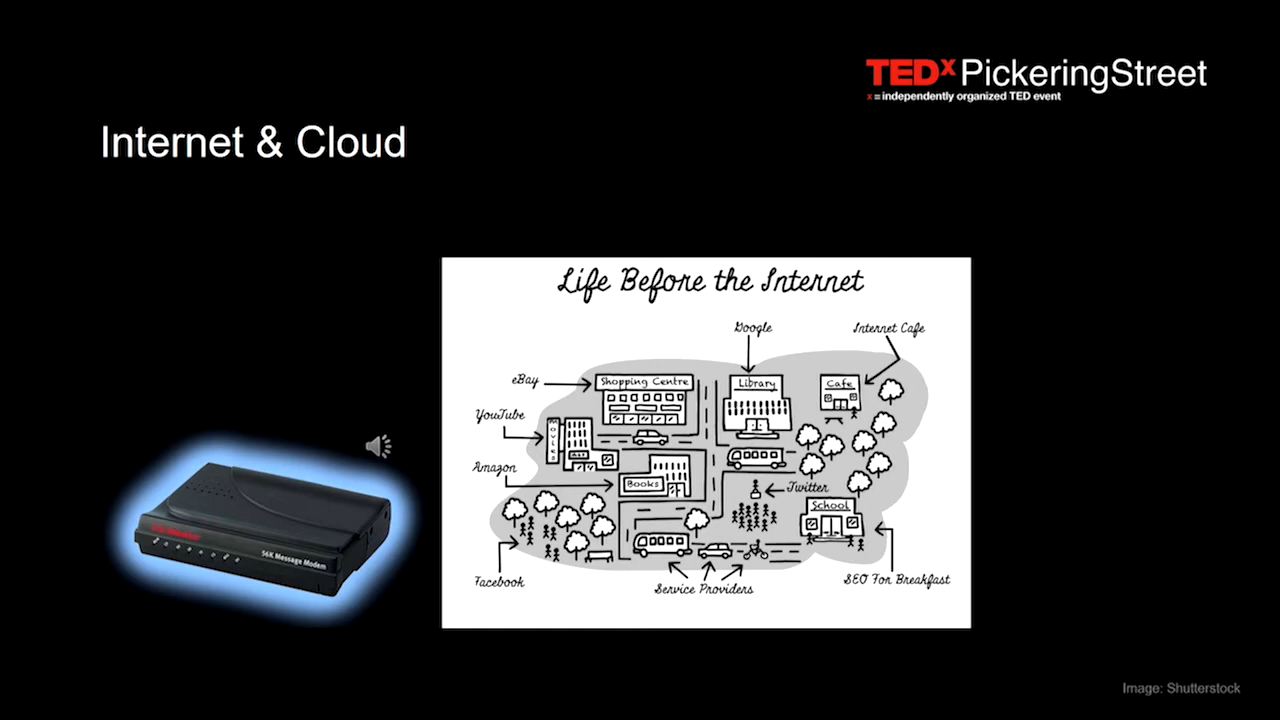 TEDx PickeringStreet
x = independently organized TED event
Internet & Cloud
Life Before the Internet
Google
Internet Cafe
eBay
Shopping Centre
Library
Cafe
YouTube
MOVIES
Amazon
Books
Twitter
School
56K Message Modem
Facebook
Service Providers
SEO For Breakfast
Image: Shutterstock